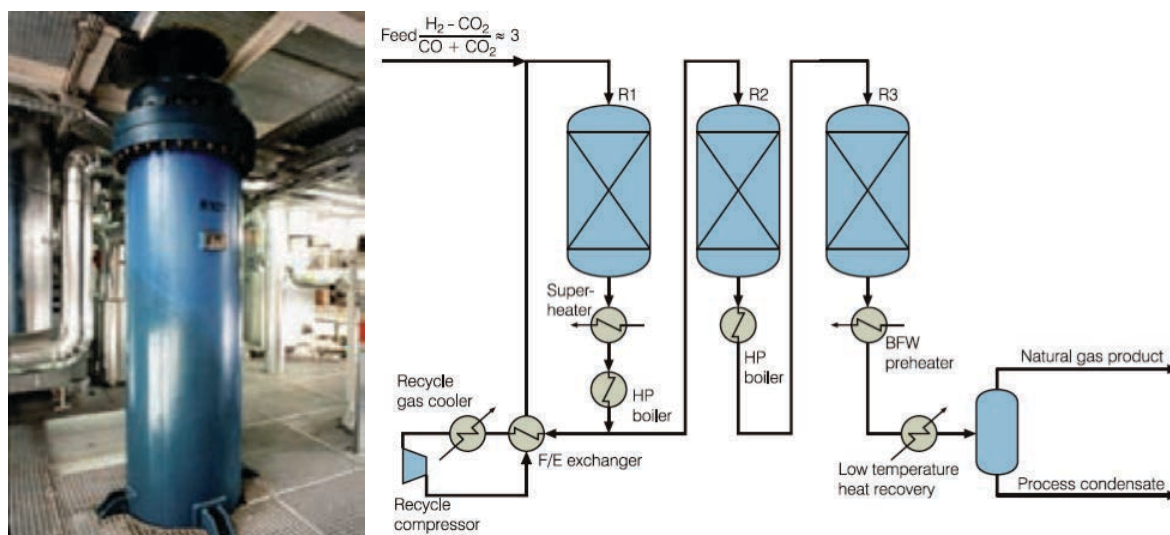 Feed H₂ – CO₂
CO + CO₂
≈ 3
R1
R2
R3
Super-
heater
HP
boiler
HP
boiler
BFW
preheater
Recycle
gas cooler
F/E exchanger
Recycle
compressor
Low temperature
heat recovery
Natural gas product
Process condensate